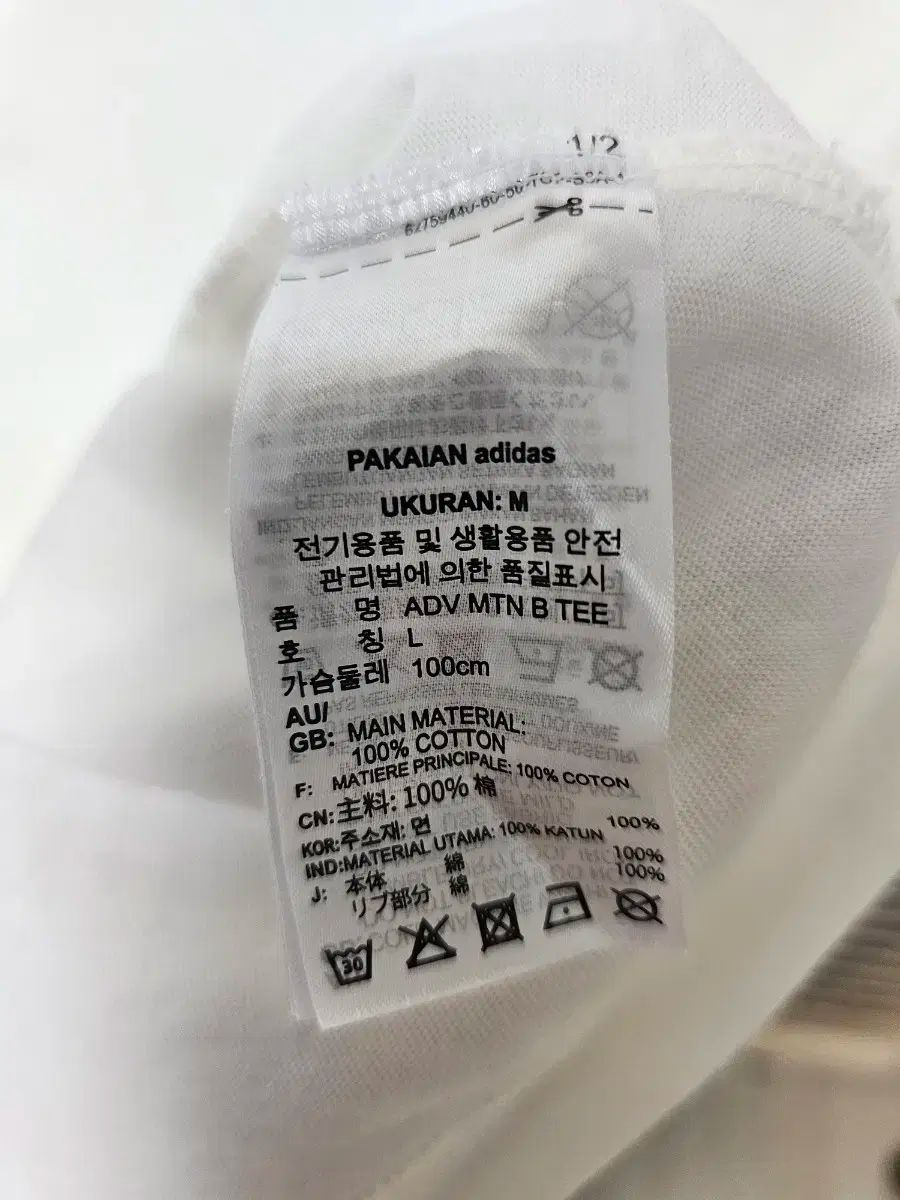 1/2
PAKAIAN adidas
UKURAN: M
전기용품 및 생활용품 안전
관리법에 의한 품질표시
품 명 ADV MTN B TEE
호 칭 L
가슴둘레 100cm
AU/
GB: MAIN MATERIAL:
100% COTTON
F: MATIERE PRINCIPALE: 100% COTON
CN: 主料: 100% 棉
KOR: 주소재: 면 100%
IND: MATERIAL UTAMA: 100% KATUN
J: 本体 綿 100%
リブ部分 綿 100%
30